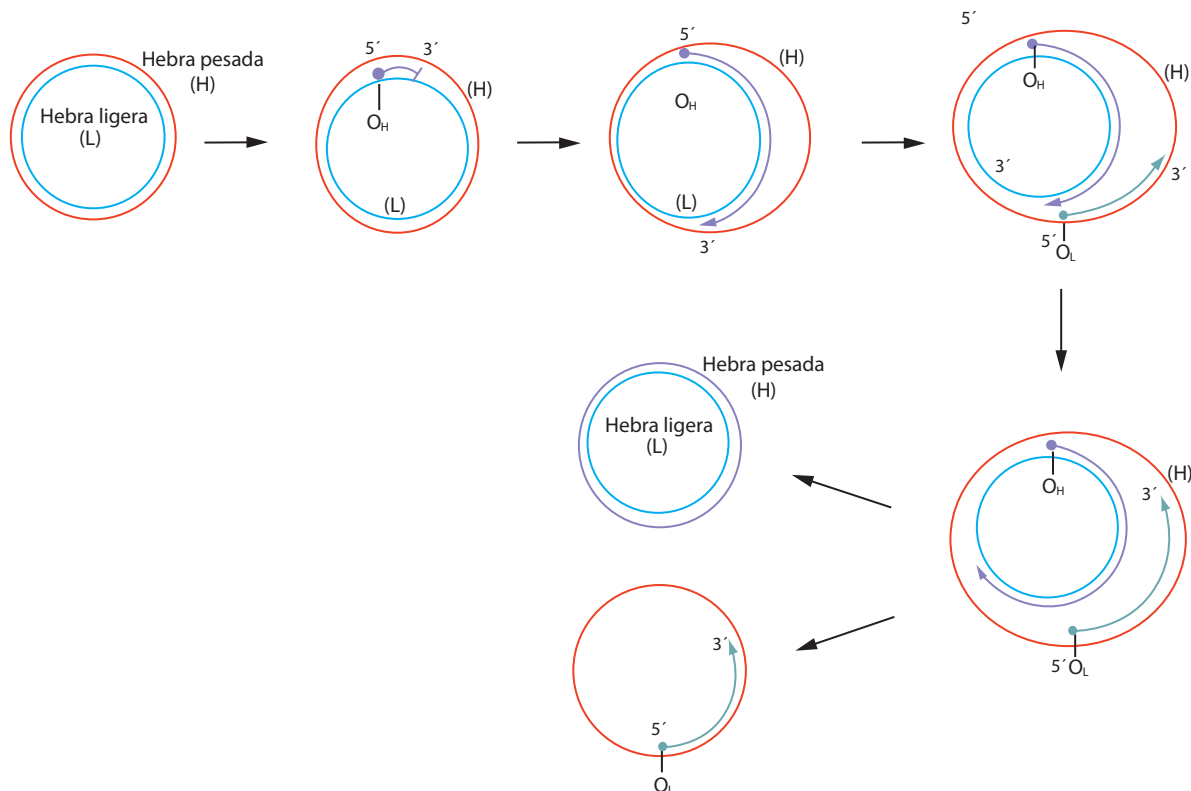 Hebra pesada
(H)
Hebra ligera
(L)
5´
3´
(H)
OH
(L)
5´
(H)
OH
(L)
3´
5´
(H)
OH
3´
3´
5´
OL
Hebra pesada
(H)
Hebra ligera
(L)
(H)
OH
3´
5´
OL
3´
5´
OL